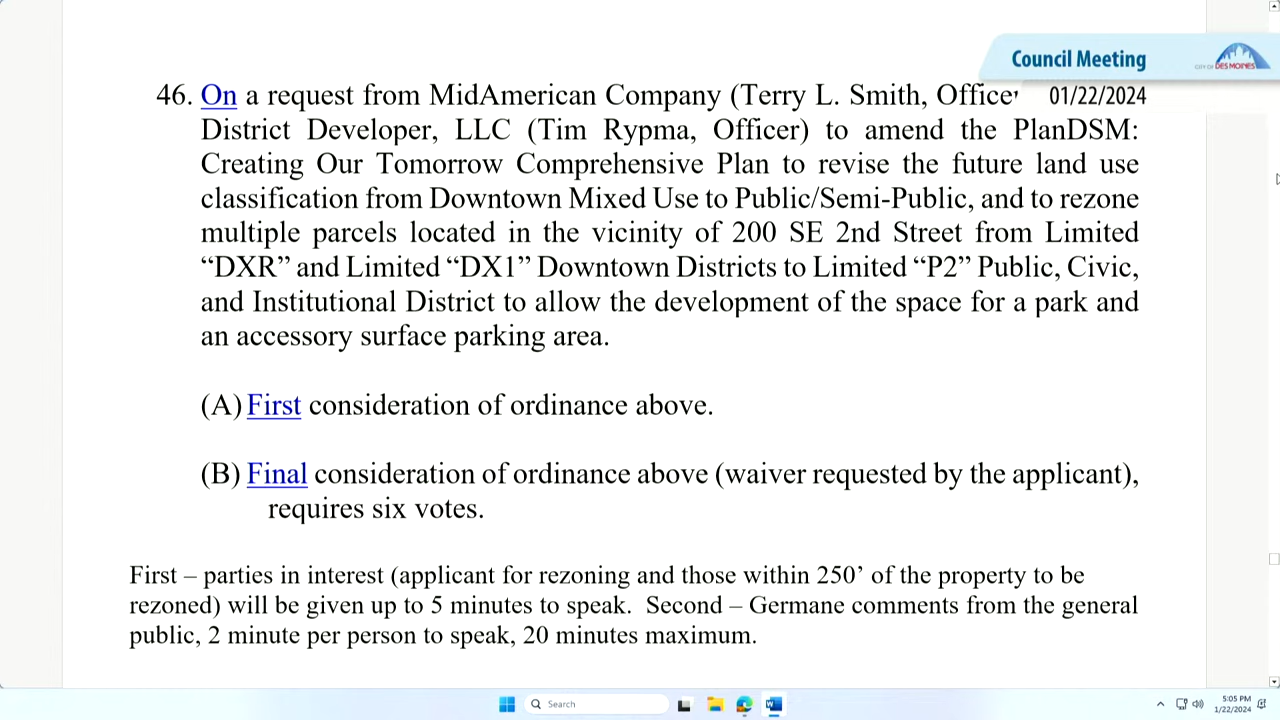 Council Meeting
CITY OF DES MOINES
01/22/2024
46. On a request from MidAmerican Company (Terry L. Smith,
District Developer, LLC (Tim Rypma, Officer) to amend the PlanDSM:
Creating Our Tomorrow Comprehensive Plan to revise the future land use
classification from Downtown Mixed Use to Public/Semi-Public, and to rezone
multiple parcels located in the vicinity of 200 SE 2nd Street from Limited
“DXR” and Limited “DX1” Downtown Districts to Limited “P2” Public, Civic,
and Institutional District to allow the development of the space for a park and
an accessory surface parking area.
(A) First consideration of ordinance above.
(B) Final consideration of ordinance above (waiver requested by the applicant),
requires six votes.
First – parties in interest (applicant for rezoning and those within 250’ of the property to be
rezoned) will be given up to 5 minutes to speak. Second – Germane comments from the general
public, 2 minute per person to speak, 20 minutes maximum.
Search
5:05 PM
1/22/2024